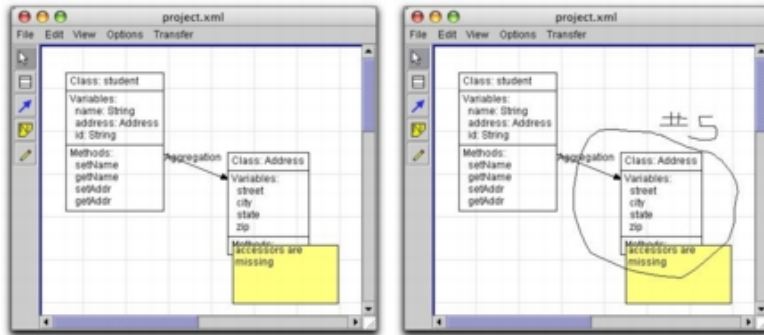 project.xml
File Edit View Options Transfer
Class: student
Variables:
name: String
address: Address
id: String
Methods:
setName
getName
setAddr
getAddr
Aggregation
Class: Address
Variables:
street
city
state
zip
Methods:
accessors are
missing
project.xml
File Edit View Options Transfer
#5
Class: student
Variables:
name: String
address: Address
id: String
Methods:
setName
getName
setAddr
getAddr
Aggregation
Class: Address
Variables:
street
city
state
zip
Methods:
accessors are
missing